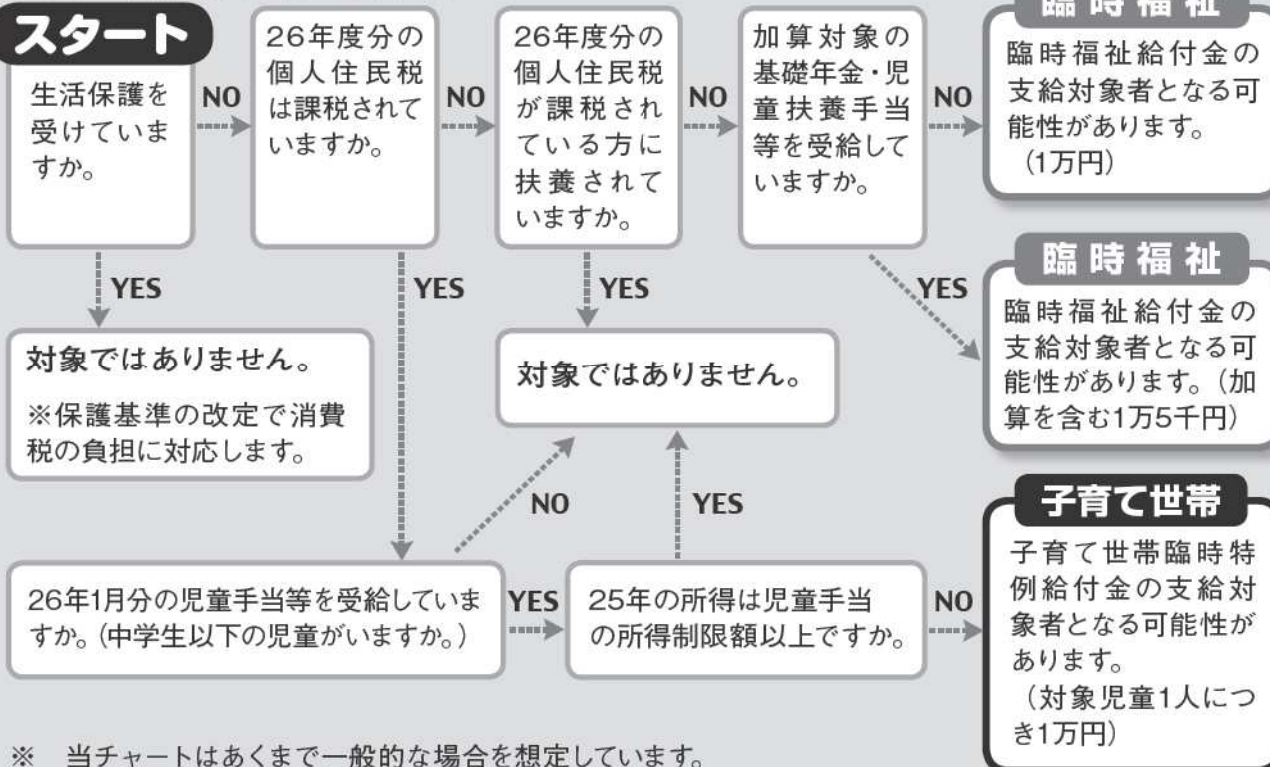 スタート
生活保護を
受けていま
すか。
NO
26年度分の
個人住民税
は課税されて
いますか。
NO
26年度分の
個人住民税
が課税され
ている方に
扶養されて
いますか。
NO
加算対象の
基礎年金・児
童扶養手当
等を受給して
いますか。
NO
臨時福祉
臨時福祉給付金の
支給対象者となる可
能性があります。
(1万円)
YES
YES
YES
YES
対象ではありません。
※保護基準の改定で消費
税の負担に対応します。
対象ではありません。
臨時福祉
臨時福祉給付金の
支給対象者となる可
能性があります。(加
算を含む1万5千円)
NO
YES
26年1月分の児童手当等を受給していま
すか。(中学生以下の児童がいますか。)
YES
25年の所得は児童手当
の所得制限額以上ですか。
NO
子育て世帯
子育て世帯臨時特
例給付金の支給対
象者となる可能性が
あります。
(対象児童1人につ
き1万円)
※ 当チャートはあくまで一般的な場合を想定しています。